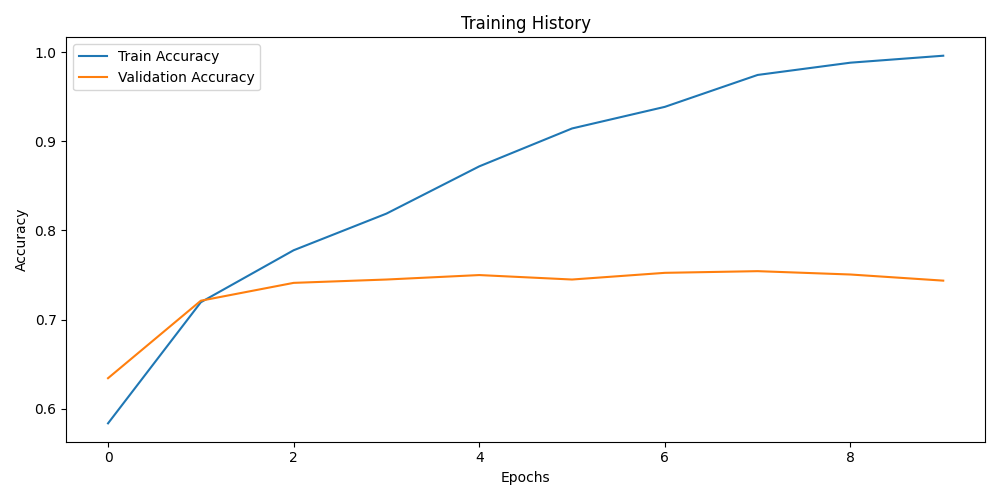 Training History
Train Accuracy
Validation Accuracy
1.0
0.9
0.8
0.7
0.6
Accuracy
0 2 4 6 8
Epochs